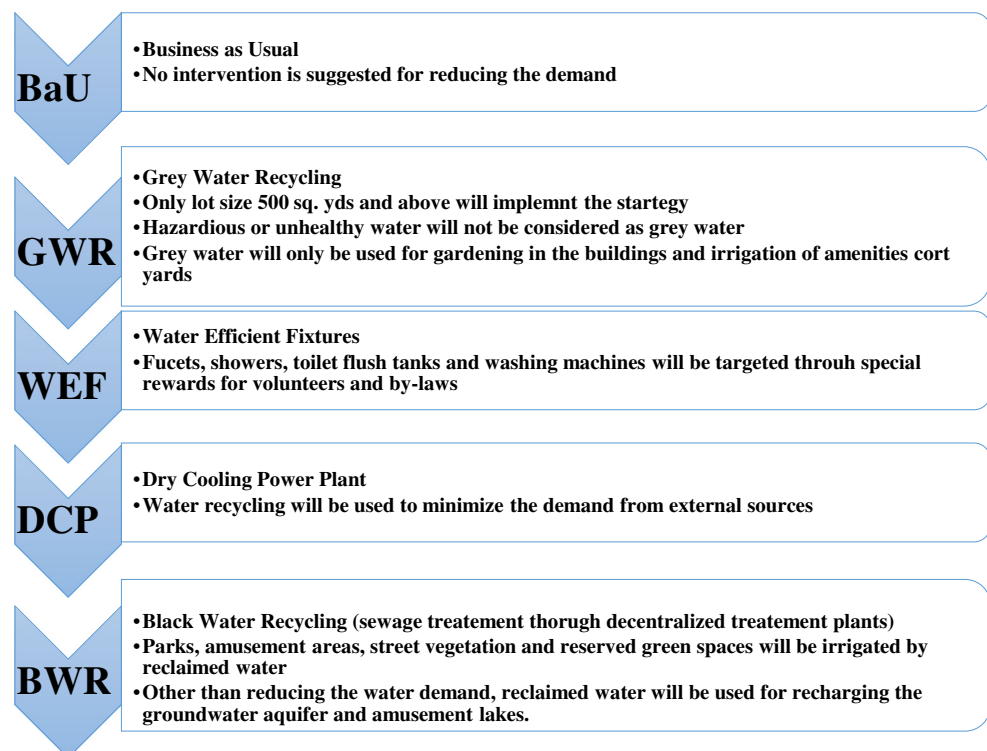 BaU
•Business as Usual
•No intervention is suggested for reducing the demand
GWR
•Grey Water Recycling
•Only lot size 500 sq. yds and above will implemnt the startegy
•Hazardious or unhealthy water will not be considered as grey water
•Grey water will only be used for gardening in the buildings and irrigation of amenities cort
yards
WEF
•Water Efficient Fixtures
•Fucets, showers, toilet flush tanks and washing machines will be targeted throuh special
rewards for volunteers and by-laws
DCP
•Dry Cooling Power Plant
•Water recycling will be used to minimize the demand from external sources
BWR
•Black Water Recycling (sewage treatement thorugh decentralized treatement plants)
•Parks, amusement areas, street vegetation and reserved green spaces will be irrigated by
reclaimed water
•Other than reducing the water demand, reclaimed water will be used for recharging the
groundwater aquifer and amusement lakes.